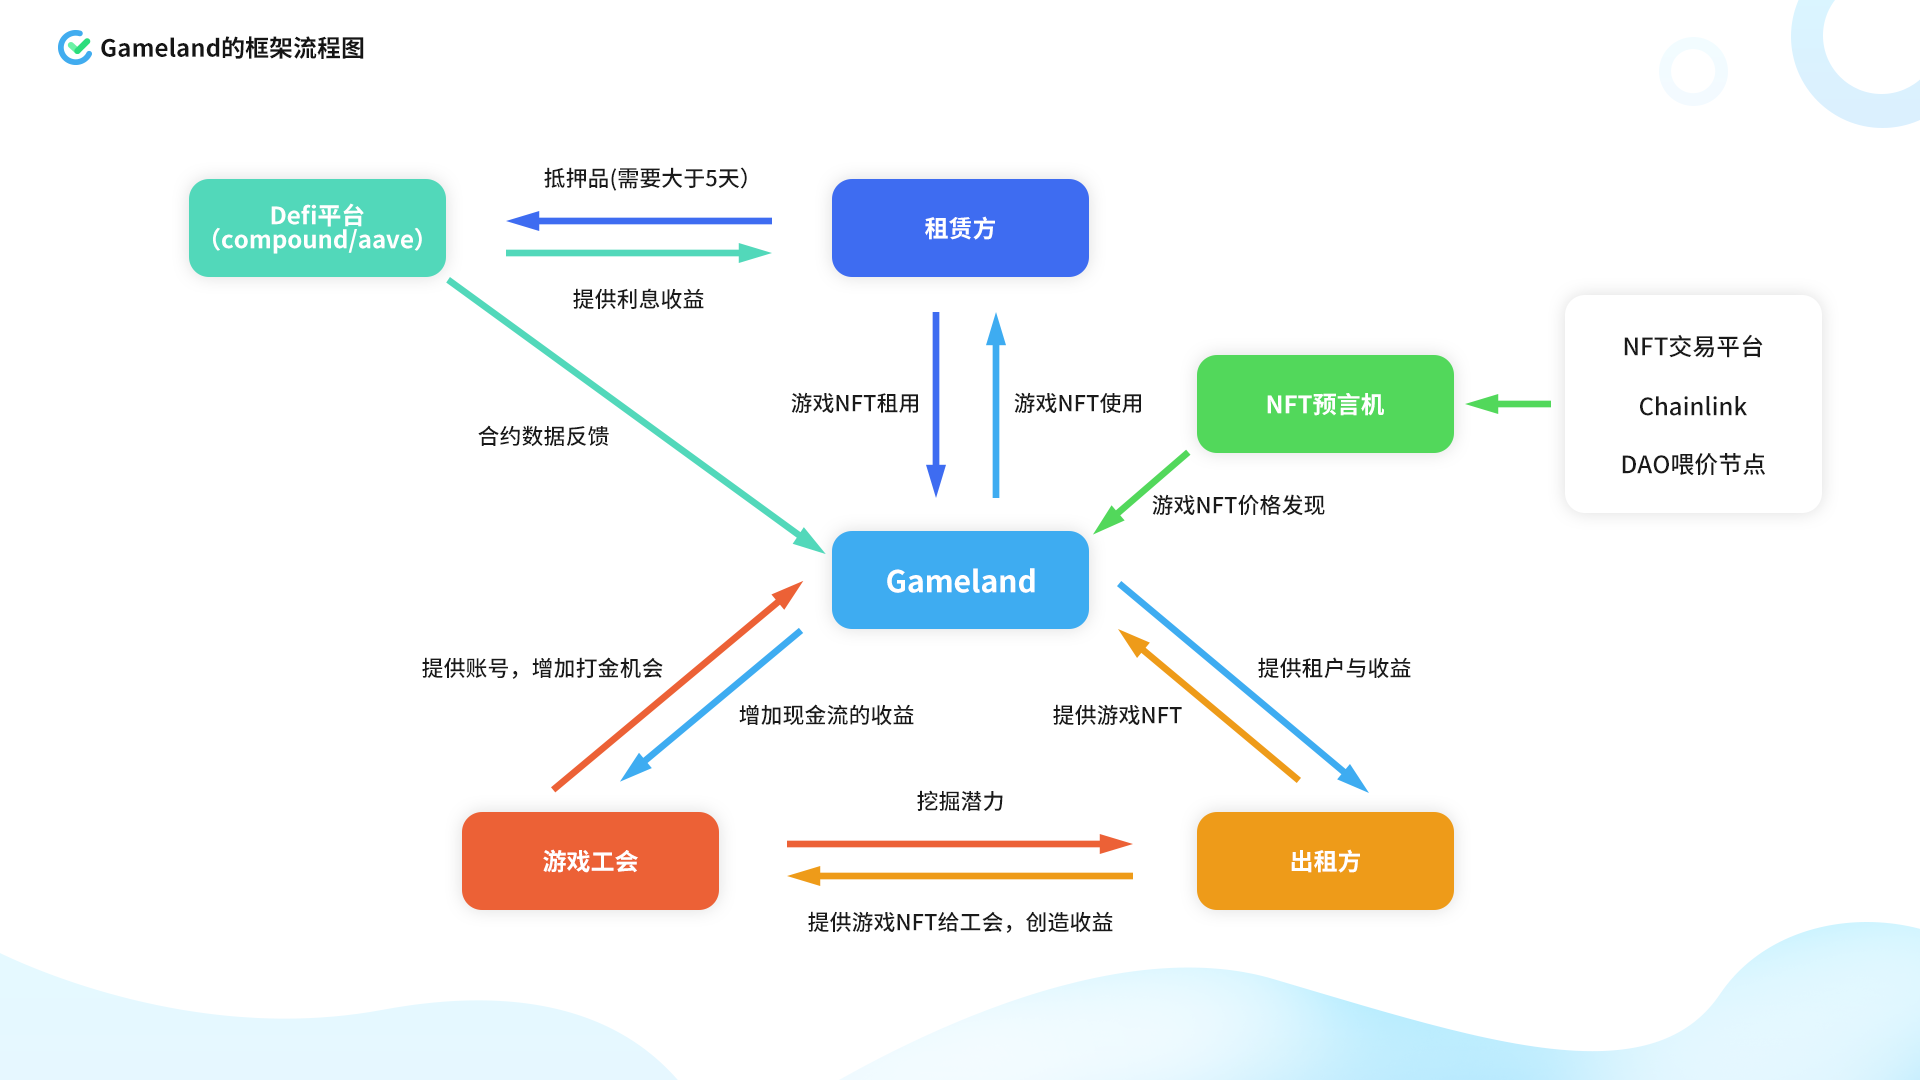 Gameland的框架流程图
抵押品(需要大于5天）
Defi平台
（compound/aave）
租赁方
提供利息收益
NFT交易平台
游戏NFT租用
游戏NFT使用
NFT预言机
Chainlink
合约数据反馈
DAO喂价节点
游戏NFT价格发现
Gameland
提供账号，增加打金机会
提供租户与收益
增加现金流的收益
提供游戏NFT
挖掘潜力
游戏工会
出租方
提供游戏NFT给工会，创造收益